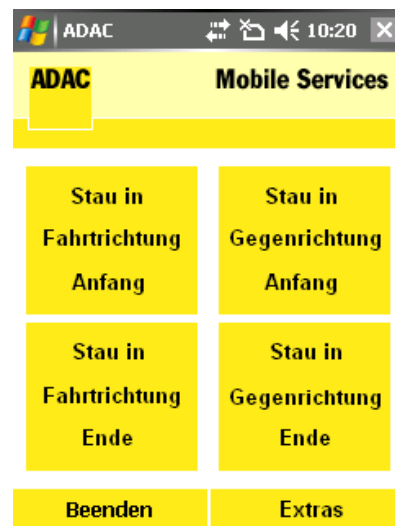 ADAC 10:20
ADAC Mobile Services
Stau in
Fahrtrichtung
Anfang
Stau in
Gegenrichtung
Anfang
Stau in
Fahrtrichtung
Ende
Stau in
Gegenrichtung
Ende
Beenden Extras